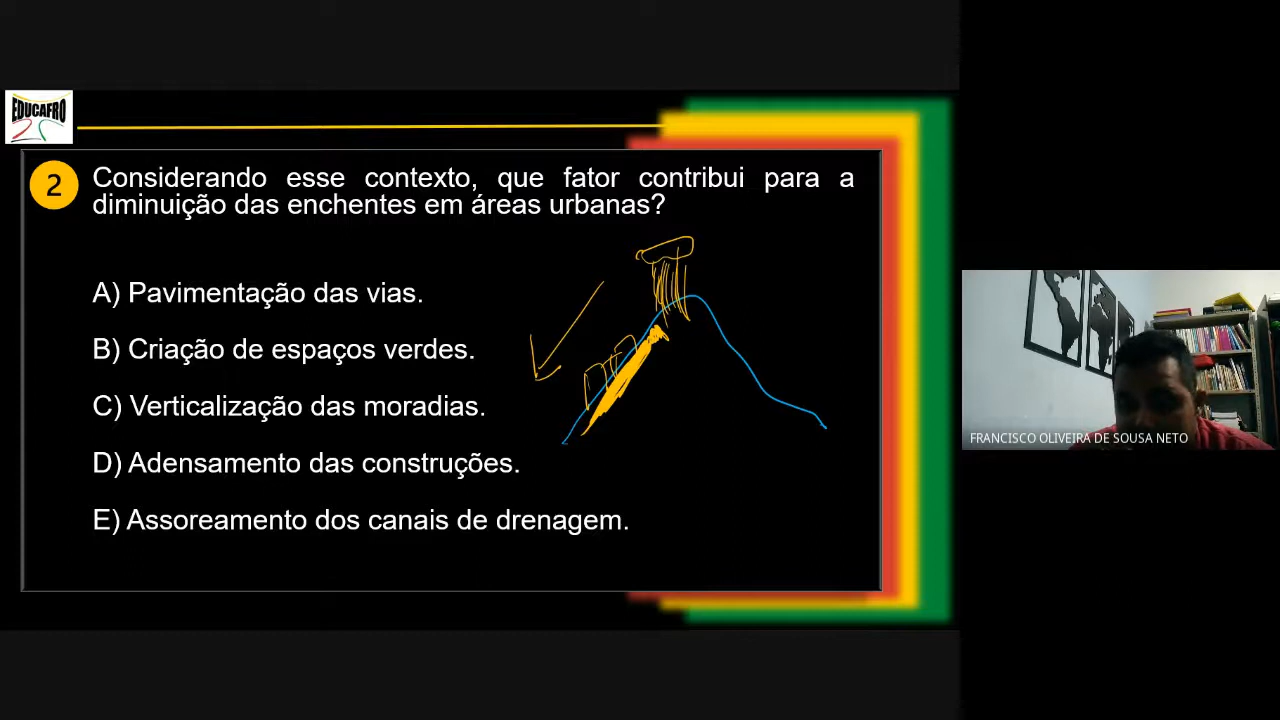 EDUCAFRO
2
Considerando esse contexto, que fator contribui para a
diminuição das enchentes em áreas urbanas?
A) Pavimentação das vias.
B) Criação de espaços verdes.
C) Verticalização das moradias.
D) Adensamento das construções.
E) Assoreamento dos canais de drenagem.
FRANCISCO OLIVEIRA DE SOUSA NETO